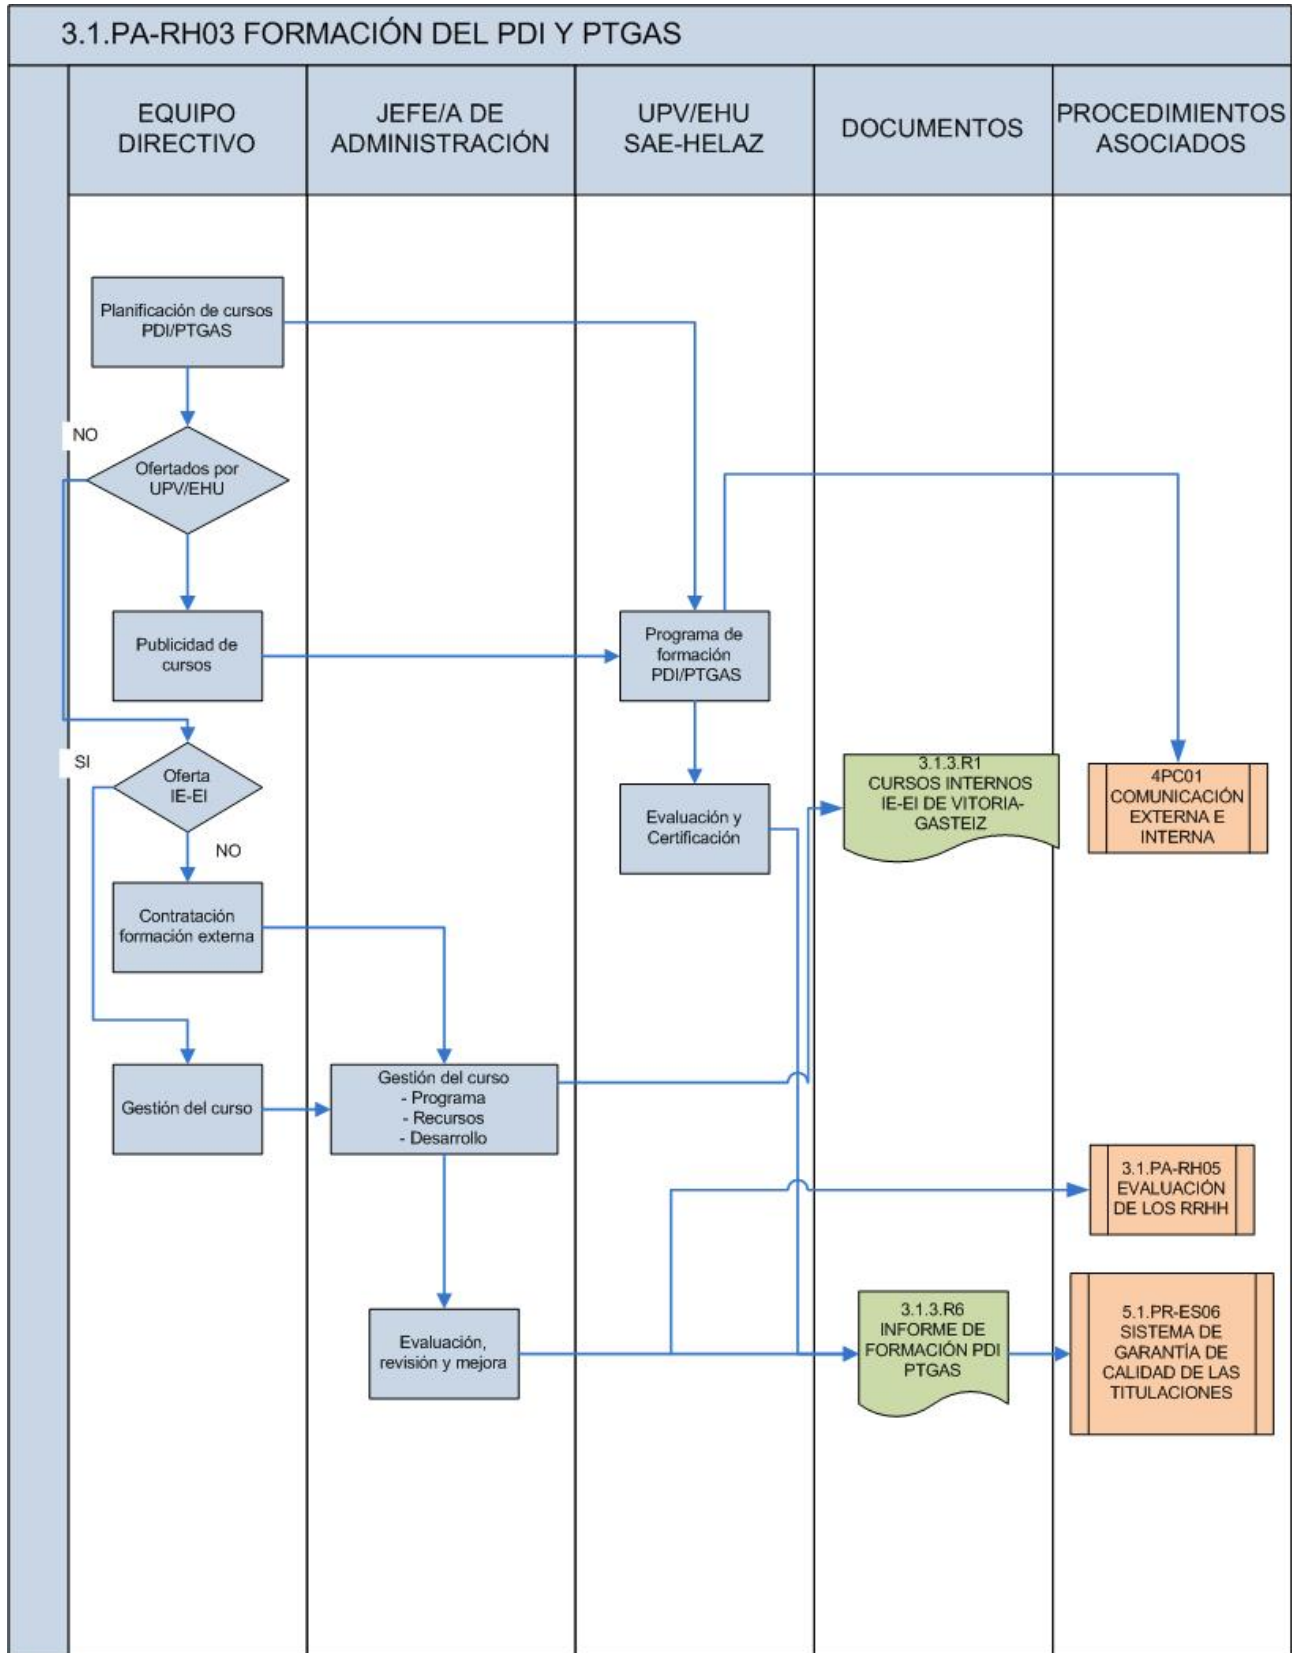 3.1.PA-RH03 FORMACIÓN DEL PDI Y PTGAS
EQUIPO
DIRECTIVO
JEFE/A DE
ADMINISTRACIÓN
UPV/EHU
SAE-HELAZ
DOCUMENTOS
PROCEDIMIENTOS
ASOCIADOS
Planificación de cursos
PDI/PTGAS
NO
Ofertados por
UPV/EHU
Publicidad de
cursos
Programa de
formación
PDI/PTGAS
SI
Oferta
IE-EI
NO
Evaluación y
Certificación
3.1.3.R1
CURSOS INTERNOS
IE-EI DE VITORIA-
GASTEIZ
4PC01
COMUNICACIÓN
EXTERNA E
INTERNA
Contratación
formación externa
Gestión del curso
Gestión del curso
- Programa
- Recursos
- Desarrollo
3.1.PA-RH05
EVALUACIÓN
DE LOS RRHH
Evaluación,
revisión y mejora
3.1.3.R6
INFORME DE
FORMACIÓN PDI
PTGAS
5.1.PR-ES06
SISTEMA DE
GARANTÍA DE
CALIDAD DE LAS
TITULACIONES